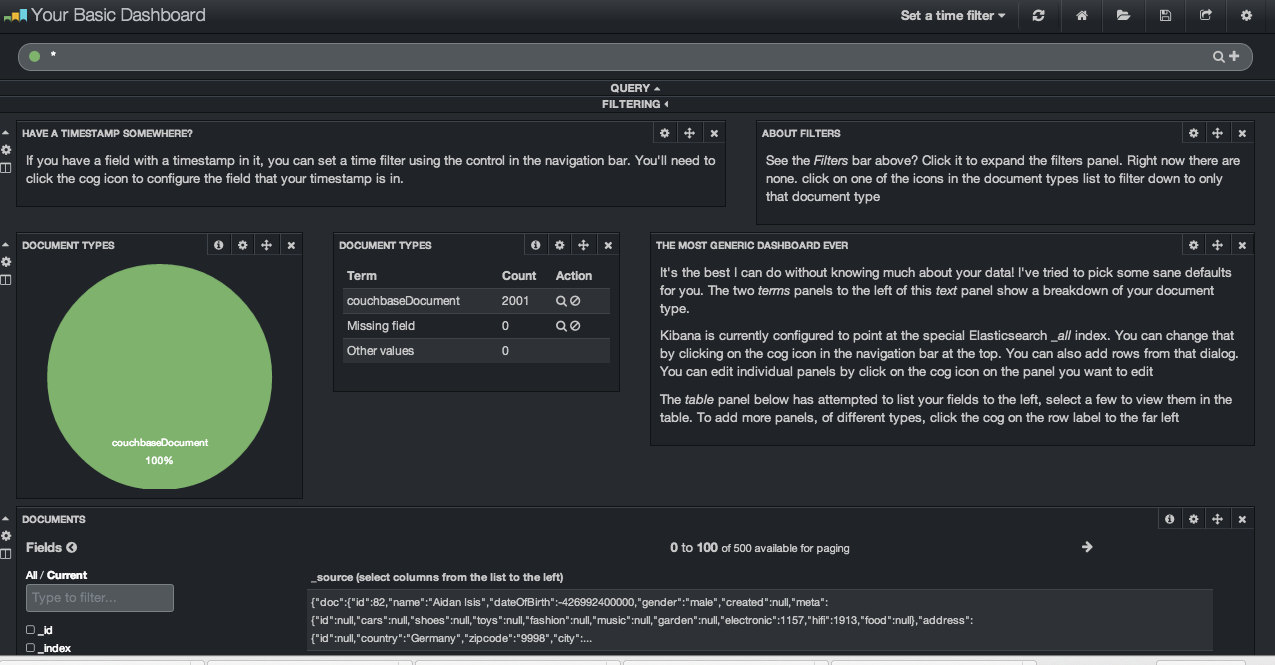 Your Basic Dashboard
Set a time filter
*
QUERY
FILTERING
HAVE A TIMESTAMP SOMEWHERE?
If you have a field with a timestamp in it, you can set a time filter using the control in the navigation bar. You'll need to
click the cog icon to configure the field that your timestamp is in.
ABOUT FILTERS
See the Filters bar above? Click it to expand the filters panel. Right now there are
none. click on one of the icons in the document types list to filter down to only
that document type
DOCUMENT TYPES
couchbaseDocument
100%
DOCUMENT TYPES
Term Count Action
couchbaseDocument 2001
Missing field 0
Other values 0
THE MOST GENERIC DASHBOARD EVER
It's the best I can do without knowing much about your data! I've tried to pick some sane defaults
for you. The two terms panels to the left of this text panel show a breakdown of your document
type.
Kibana is currently configured to point at the special Elasticsearch _all index. You can change that
by clicking on the cog icon in the navigation bar at the top. You can also add rows from that dialog.
You can edit individual panels by click on the cog icon on the panel you want to edit
The table panel below has attempted to list your fields to the left, select a few to view them in the
table. To add more panels, of different types, click the cog on the row label to the far left
DOCUMENTS
Fields
0 to 100 of 500 available for paging
All / Current
Type to filter...
_id
_index
_source (select columns from the list to the left)
{"doc":{"id":82,"name":"Aidan Isis","dateOfBirth":-426992400000,"gender":"male","created":null,"meta":
{"id":null,"cars":null,"shoes":null,"toys":null,"fashion":null,"music":null,"garden":null,"electronic":1157,"hifi":1913,"food":null},"address":
{"id":null,"country":"Germany","zipcode":"9998","city":...